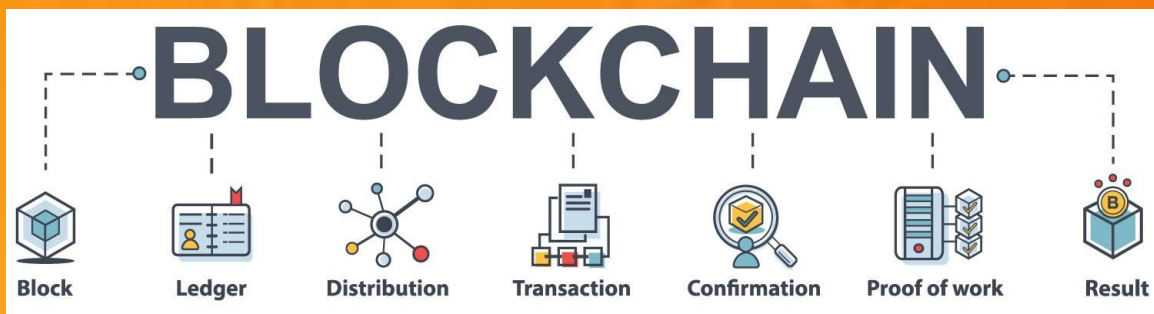 BLOCKCHAIN
Block Ledger Distribution Transaction Confirmation Proof of work Result
B